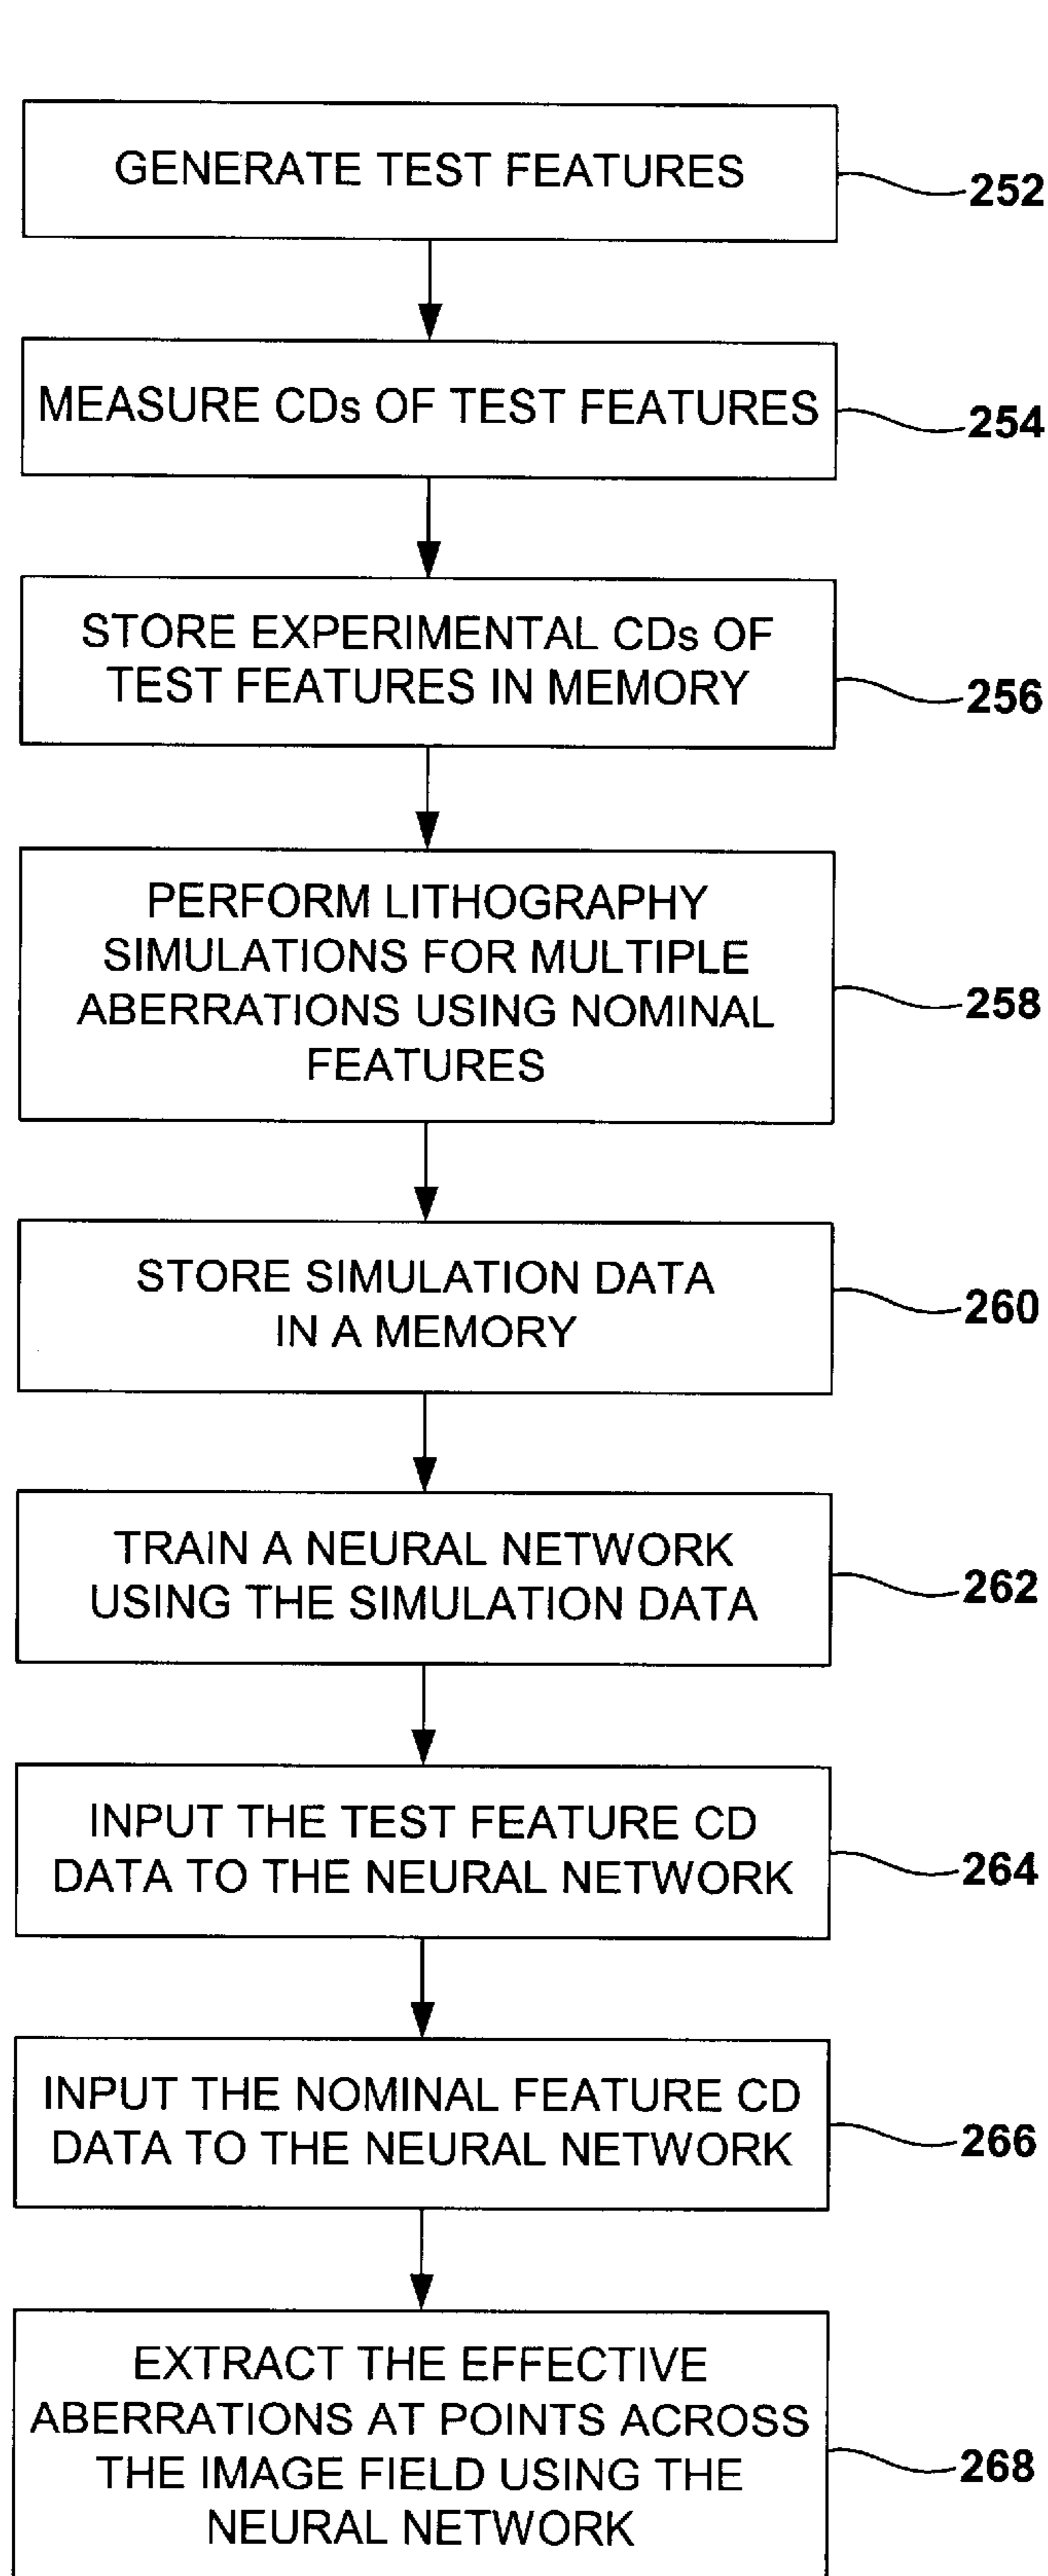 GENERATE TEST FEATURES
252
MEASURE CDs OF TEST FEATURES
254
STORE EXPERIMENTAL CDs OF
TEST FEATURES IN MEMORY
256
PERFORM LITHOGRAPHY
SIMULATIONS FOR MULTIPLE
ABERRATIONS USING NOMINAL
FEATURES
258
STORE SIMULATION DATA
IN A MEMORY
260
TRAIN A NEURAL NETWORK
USING THE SIMULATION DATA
262
INPUT THE TEST FEATURE CD
DATA TO THE NEURAL NETWORK
264
INPUT THE NOMINAL FEATURE CD
DATA TO THE NEURAL NETWORK
266
EXTRACT THE EFFECTIVE
ABERRATIONS AT POINTS ACROSS
THE IMAGE FIELD USING THE
NEURAL NETWORK
268